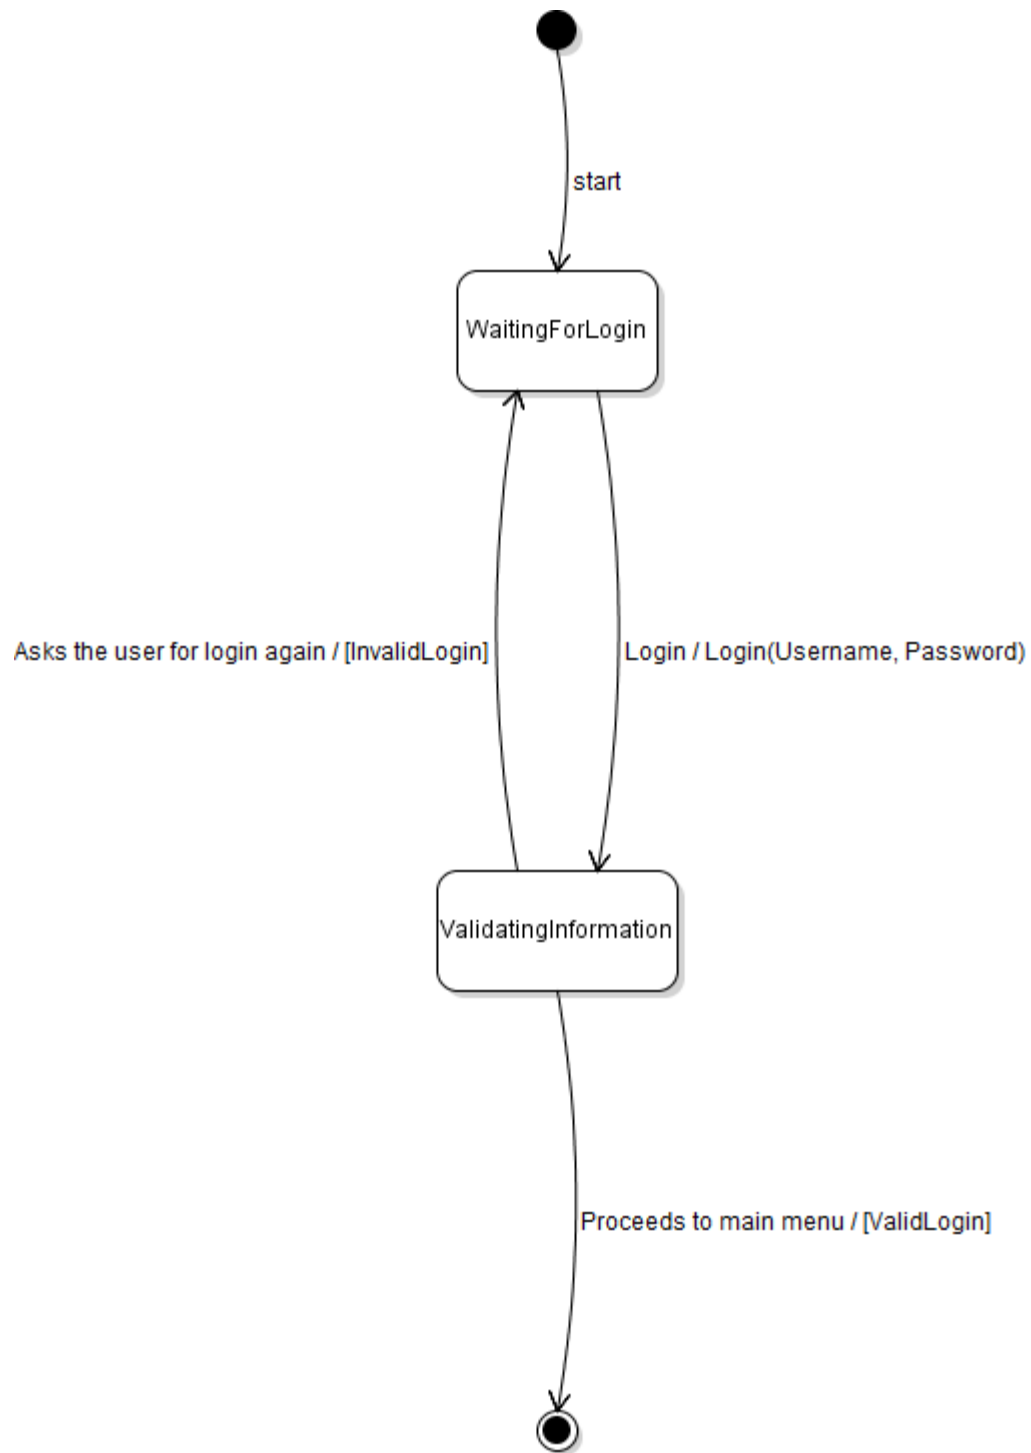 start
WaitingForLogin
Asks the user for login again / [InvalidLogin]
Login / Login(Username, Password)
ValidatingInformation
Proceeds to main menu / [ValidLogin]